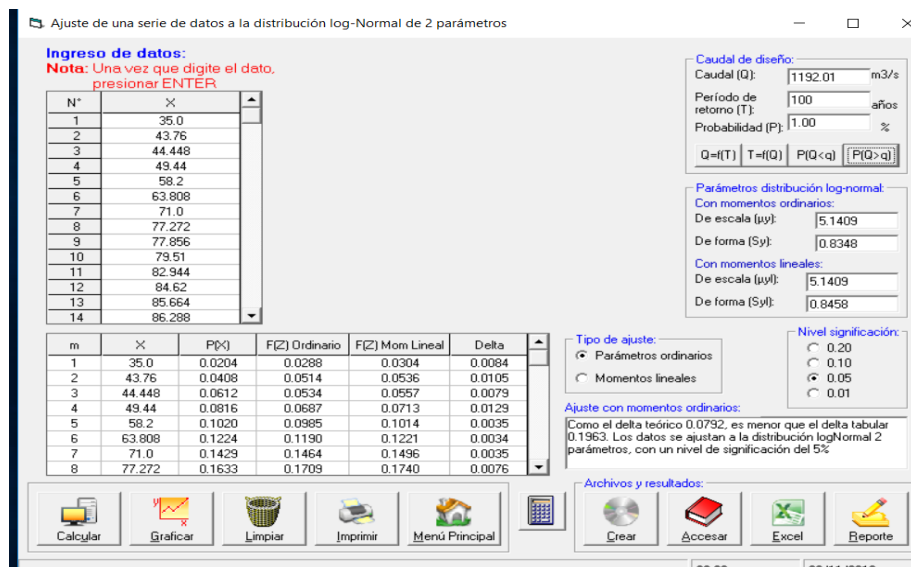 Ajuste de una serie de datos a la distribución log-Normal de 2 parámetros
Ingreso de datos:
Nota: Una vez que digite el dato,
presionar ENTER
N° X
1 35.0
2 43.76
3 44.448
4 49.44
5 58.2
6 63.808
7 71.0
8 77.272
9 77.856
10 79.51
11 82.944
12 84.62
13 85.664
14 86.288
Caudal de diseño:
Caudal (Q): 1192.01 m3/s
Período de
retorno (T): 100 años
Probabilidad (P): 1.00 %
Q=f(T) T=f(Q) P(Q<q) P(Q>q)
Parámetros distribución log-normal:
Con momentos ordinarios:
De escala (µy): 5.1409
De forma (Sy): 0.8348
Con momentos lineales:
De escala (µyl): 5.1409
De forma (Syl): 0.8458
m X P(X) F(Z) Ordinario F(Z) Mom Lineal Delta
1 35.0 0.0204 0.0288 0.0304 0.0084
2 43.76 0.0408 0.0514 0.0536 0.0105
3 44.448 0.0612 0.0534 0.0557 0.0079
4 49.44 0.0816 0.0687 0.0713 0.0129
5 58.2 0.1020 0.0985 0.1014 0.0035
6 63.808 0.1224 0.1190 0.1221 0.0034
7 71.0 0.1429 0.1464 0.1496 0.0035
8 77.272 0.1633 0.1709 0.1740 0.0076
Tipo de ajuste:
Parámetros ordinarios
Momentos lineales
Nivel significación:
0.20
0.10
0.05
0.01
Ajuste con momentos ordinarios:
Como el delta teórico 0.0792, es menor que el delta tabular
0.1963. Los datos se ajustan a la distribución logNormal 2
parámetros, con un nivel de significación del 5%
Archivos y resultados:
Calcular Graficar Limpiar Imprimir Menú Principal Crear Accesar Excel Reporte